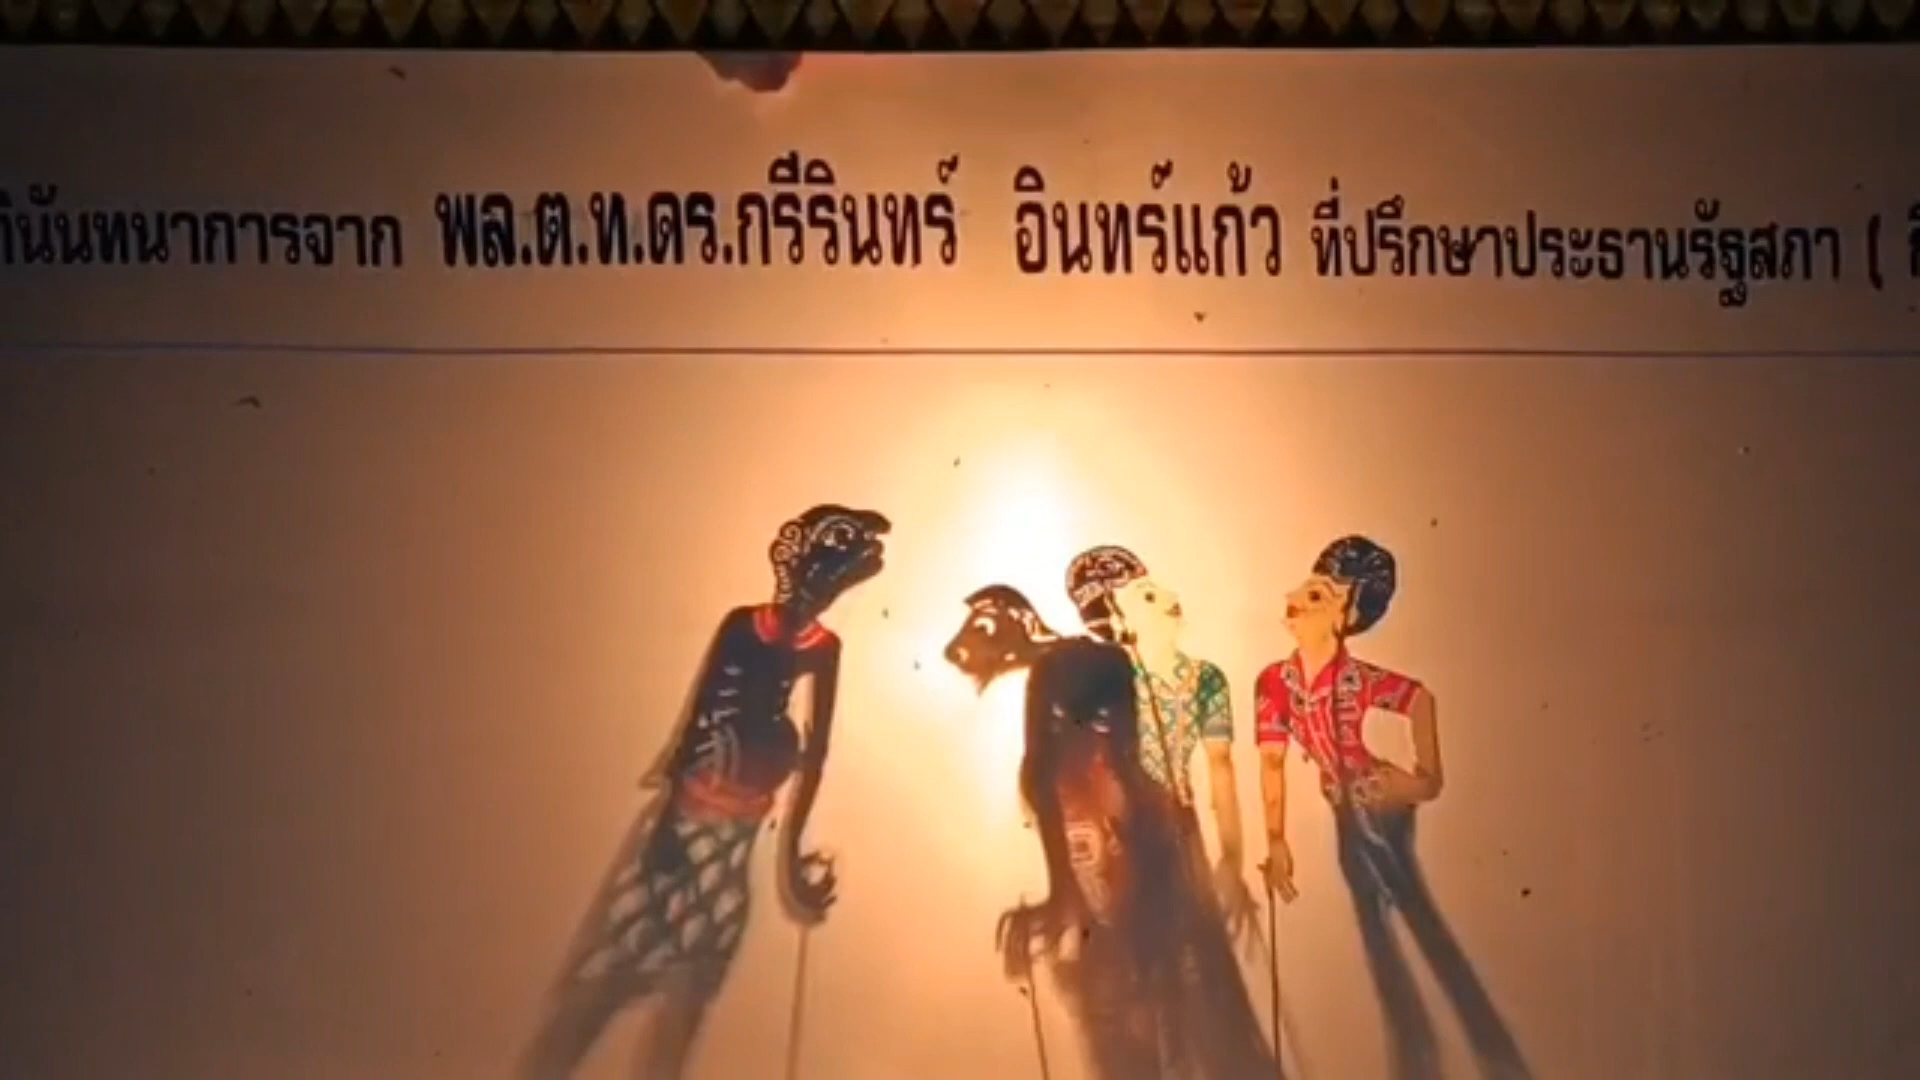 อภินันทนาการจาก พล.ต.ท.ดร.กรีรินทร์ อินทร์แก้ว ที่ปรึกษาประธานรัฐสภา (